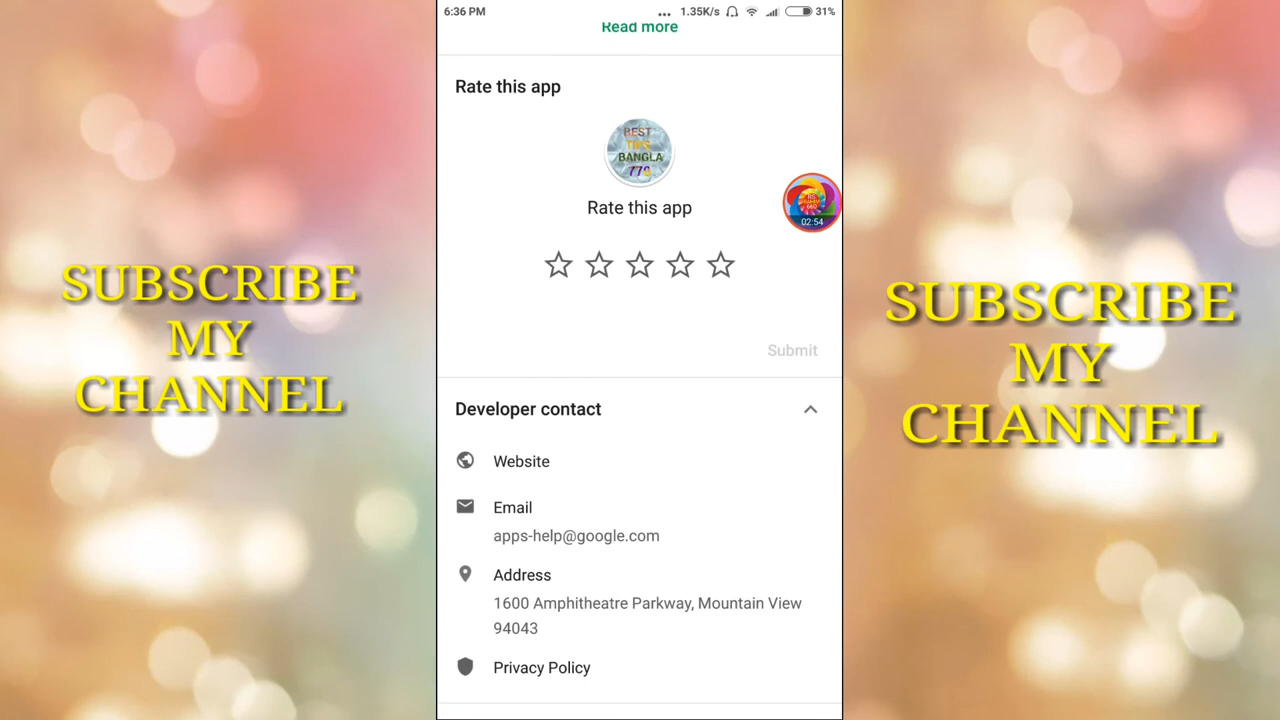 6:36 PM ... 1.35K/s 31%
Read more
Rate this app
BEST
TIPS
BANGLA
778
Rate this app
02:54
Submit
Developer contact
Website
Email
apps-help@google.com
Address
1600 Amphitheatre Parkway, Mountain View
94043
Privacy Policy
SUBSCRIBE
MY
CHANNEL
SUBSCRIBE
MY
CHANNEL